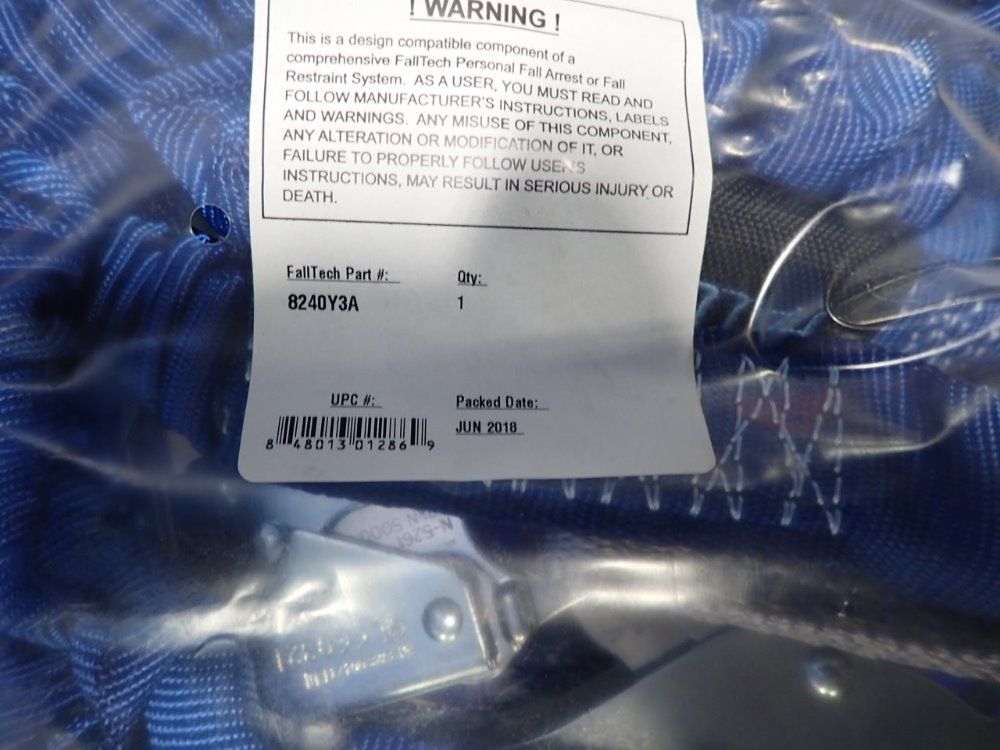 ! WARNING !
This is a design compatible component of a
comprehensive FallTech Personal Fall Arrest or Fall
Restraint System. AS A USER, YOU MUST READ AND
FOLLOW MANUFACTURER'S INSTRUCTIONS, LABELS
AND WARNINGS. ANY MISUSE OF THIS COMPONENT,
ANY ALTERATION OR MODIFICATION OF IT, OR
FAILURE TO PROPERLY FOLLOW USER'S
INSTRUCTIONS, MAY RESULT IN SERIOUS INJURY OR
DEATH.
FallTech Part #: Qty:
8240Y3A 1
UPC #: Packed Date:
JUN 2018
8 48013 01286 9